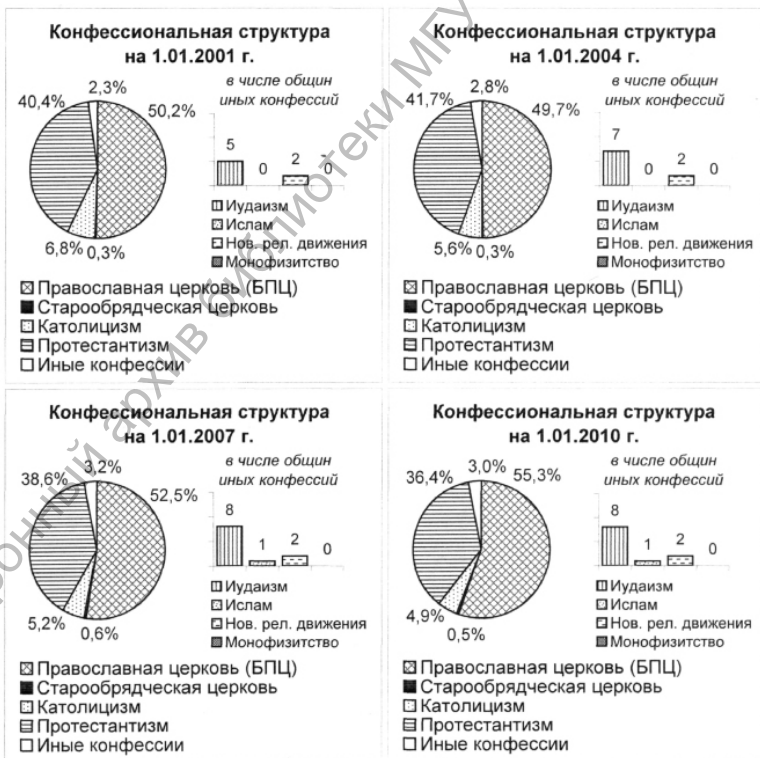 Конфессиональная структура
на 1.01.2001 г.
2,3%
40,4%
50,2%
6,8%
0,3%
в числе общин
иных конфессий
5
0
2
0
Иудаизм
Ислам
Нов. рел. движения
Монофизитство
Православная церковь (БПЦ)
Старообрядческая церковь
Католицизм
Протестантизм
Иные конфессии
Конфессиональная структура
на 1.01.2004 г.
2,8%
41,7%
49,7%
5,6%
0,3%
в числе общин
иных конфессий
7
0
2
0
Иудаизм
Ислам
Нов. рел. движения
Монофизитство
Православная церковь (БПЦ)
Старообрядческая церковь
Католицизм
Протестантизм
Иные конфессии
Конфессиональная структура
на 1.01.2007 г.
3,2%
38,6%
52,5%
5,2%
0,6%
в числе общин
иных конфессий
8
1
2
0
Иудаизм
Ислам
Нов. рел. движения
Монофизитство
Православная церковь (БПЦ)
Старообрядческая церковь
Католицизм
Протестантизм
Иные конфессии
Конфессиональная структура
на 1.01.2010 г.
3,0%
36,4%
55,3%
4,9%
0,5%
в числе общин
иных конфессий
8
1
2
0
Иудаизм
Ислам
Нов. рел. движения
Монофизитство
Православная церковь (БПЦ)
Старообрядческая церковь
Католицизм
Протестантизм
Иные конфессии
архив библиотеки МГУ